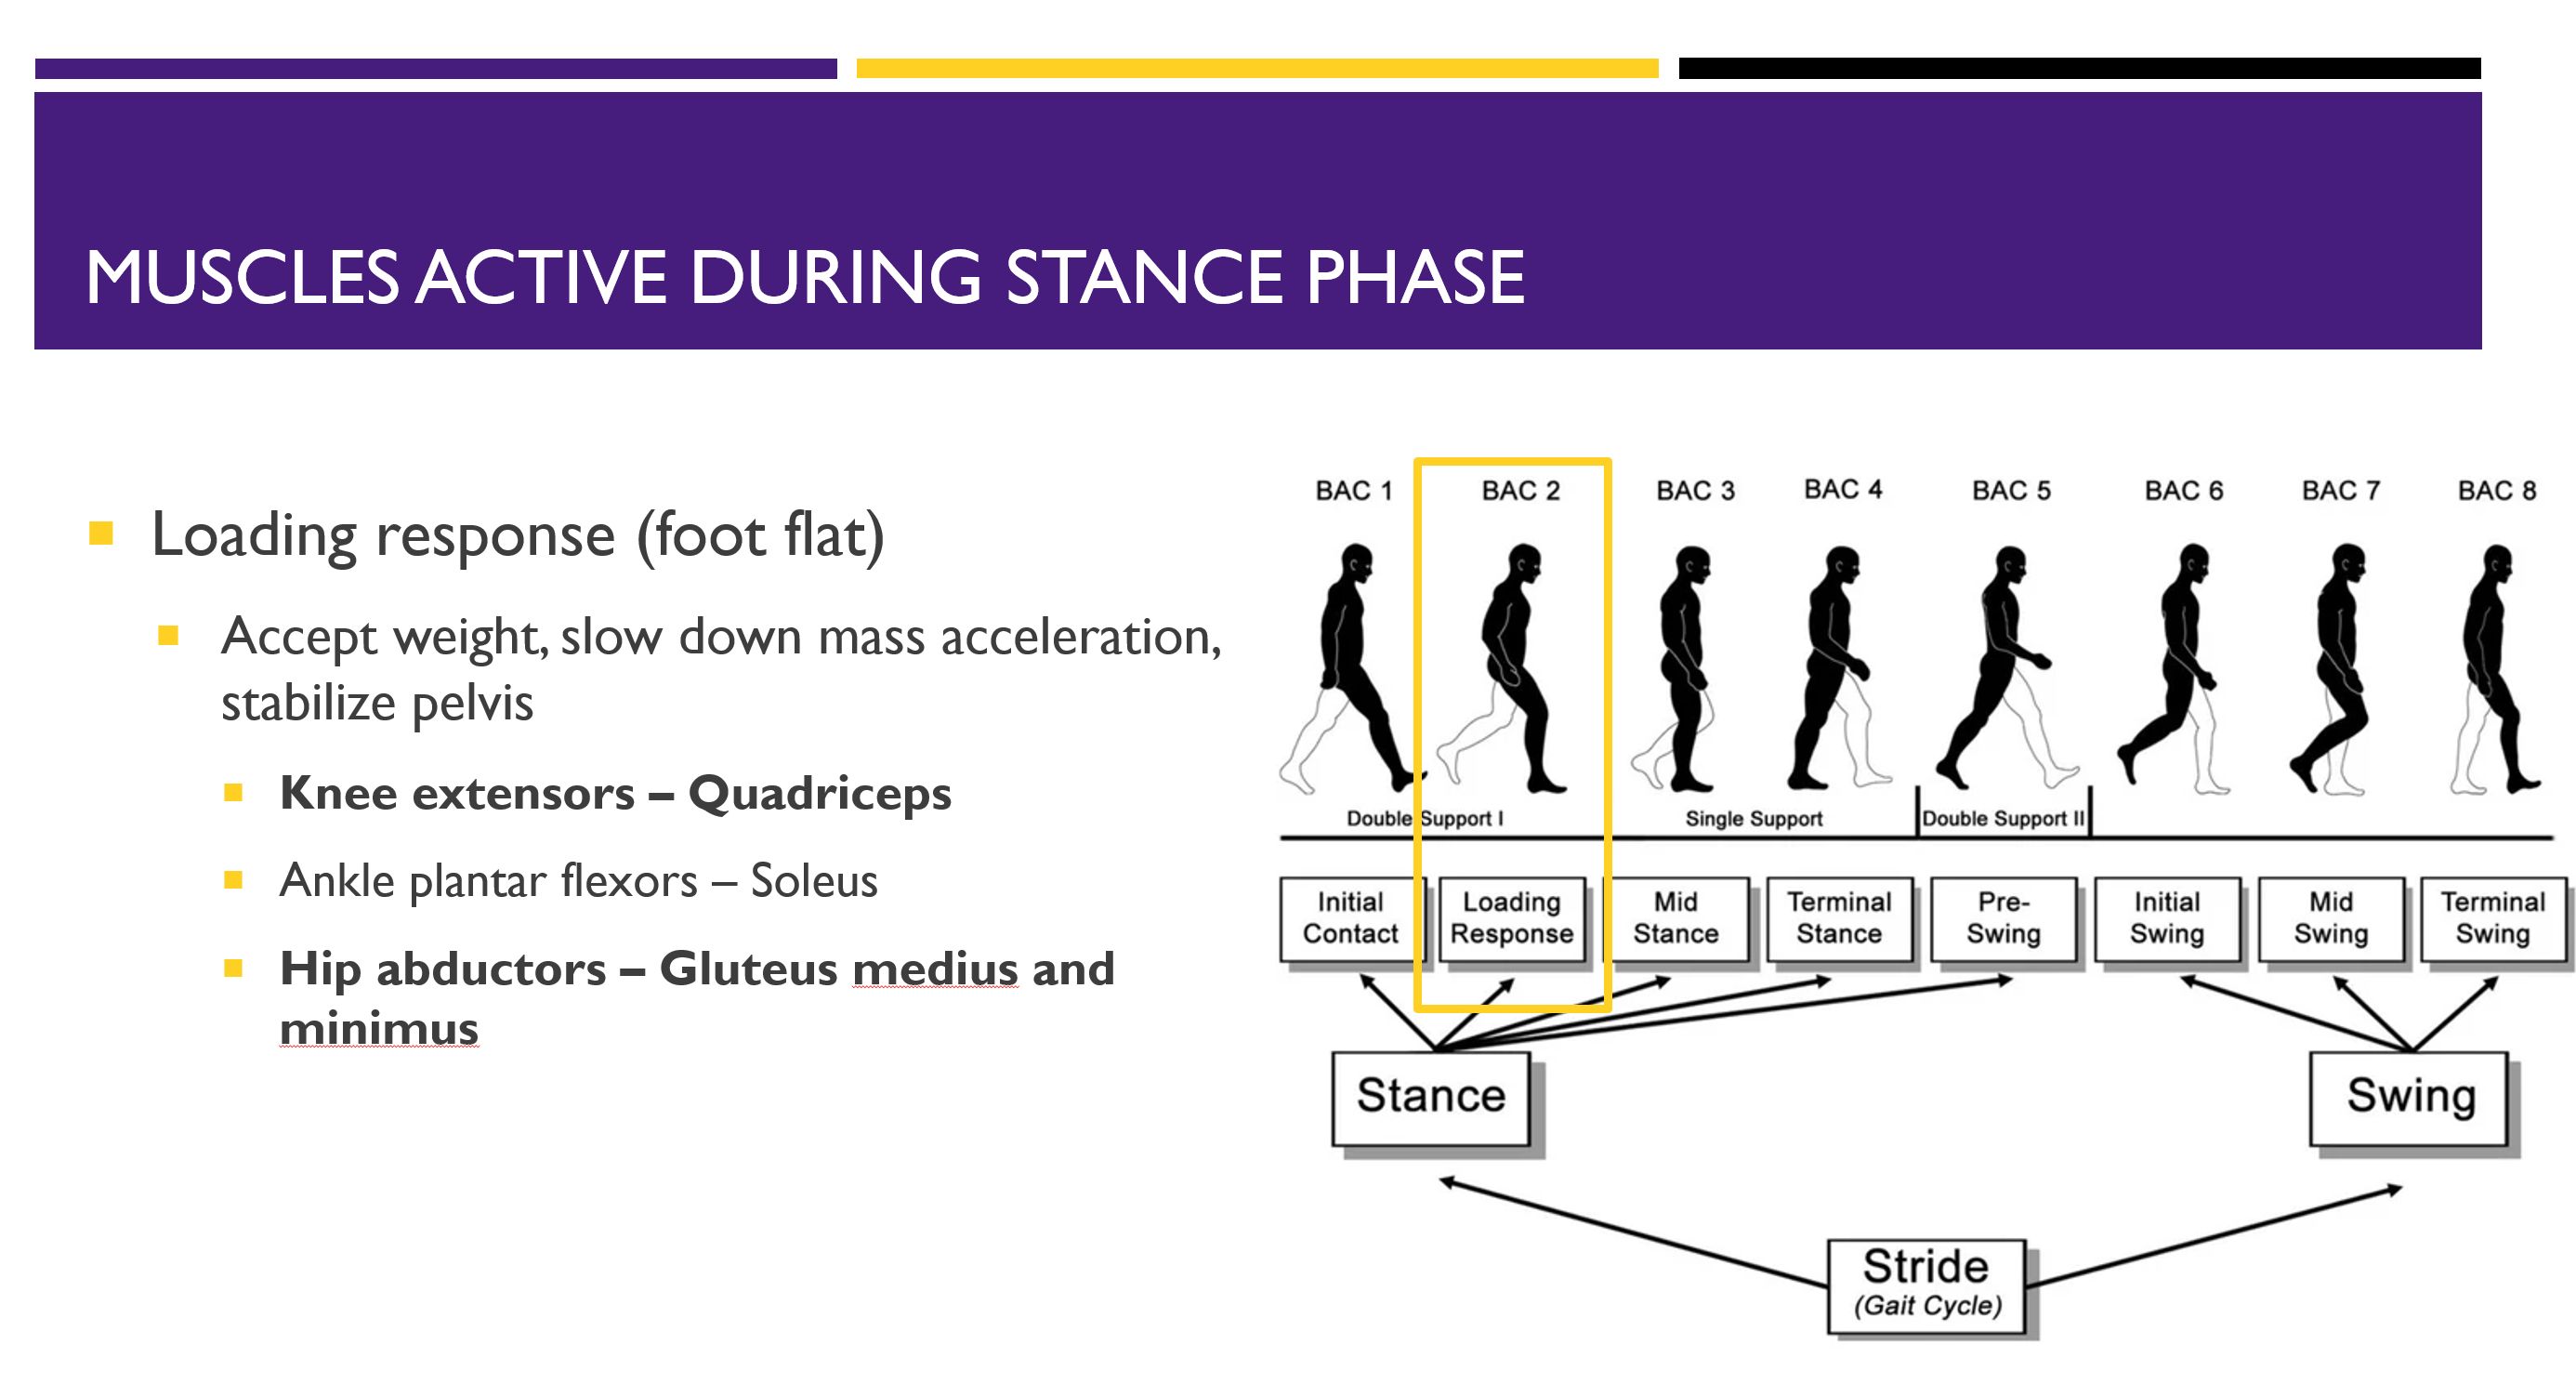 MUSCLES ACTIVE DURING STANCE PHASE
Loading response (foot flat)
Accept weight, slow down mass acceleration,
stabilize pelvis
Knee extensors – Quadriceps
Ankle plantar flexors – Soleus
Hip abductors – Gluteus medius and
minimus
BAC 1 BAC 2 BAC 3 BAC 4 BAC 5 BAC 6 BAC 7 BAC 8
Double Support I Single Support Double Support II
Initial Contact
Loading Response
Mid Stance
Terminal Stance
Pre-Swing
Initial Swing
Mid Swing
Terminal Swing
Stance
Swing
Stride
(Gait Cycle)